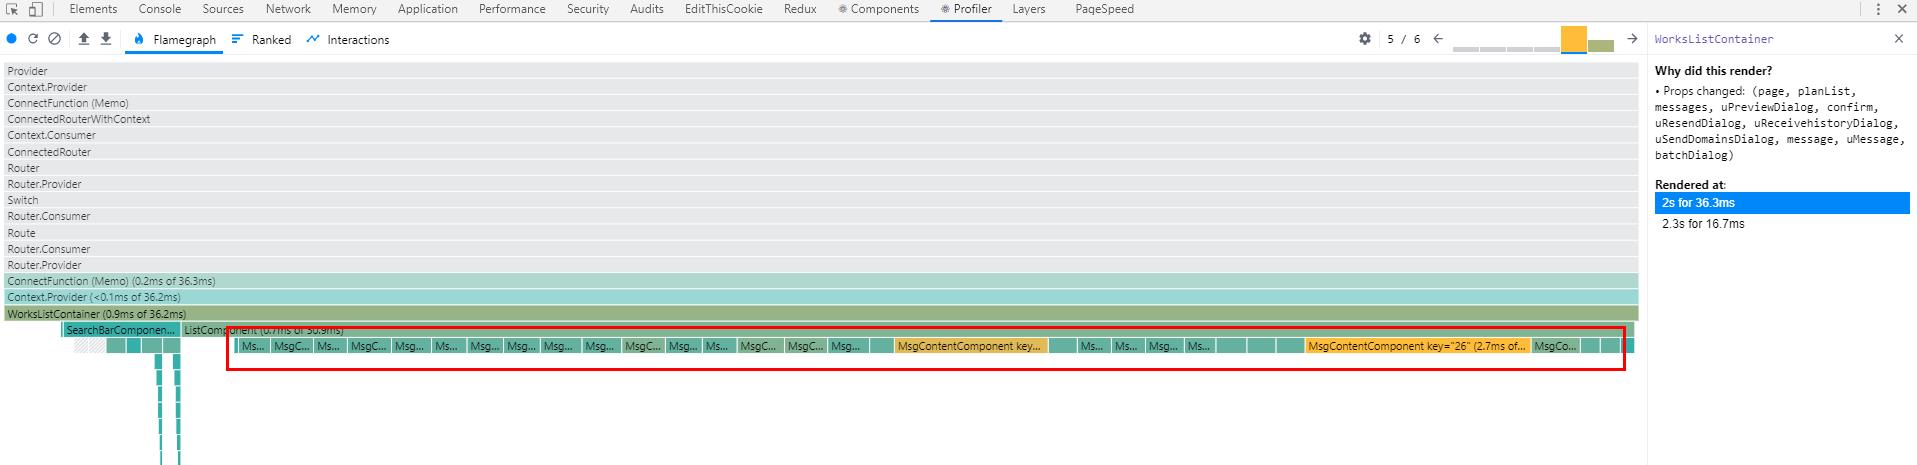 Elements Console Sources Network Memory Application Performance Security Audits EditThisCookie Redux Components Profiler Layers PageSpeed
Flamegraph Ranked Interactions 5 / 6
Provider
Context.Provider
ConnectFunction (Memo)
ConnectedRouterWithContext
Context.Consumer
ConnectedRouter
Router
Router.Provider
Switch
Router.Consumer
Route
Router.Consumer
Router.Provider
ConnectFunction (Memo) (0.2ms of 36.3ms)
Context.Provider (<0.1ms of 36.2ms)
WorksListContainer (0.9ms of 36.2ms)
SearchBarComponen... ListComponent (0.7ms of 30.9ms)
Ms... MsgC... Ms... MsgC... Msg... Ms... Msg... Msg... Msg... Msg... MsgC... Msg... Ms... MsgC... MsgC... Msg... MsgContentComponent key... Ms... Ms... Msg... Ms... MsgContentComponent key="26" (2.7ms of... MsgCo...
WorksListContainer
Why did this render?
• Props changed: (page, planList,
messages, uPreviewDialog, confirm,
uResendDialog, uReceivehistoryDialog,
uSendDomainsDialog, message, uMessage,
batchDialog)
Rendered at:
2s for 36.3ms
2.3s for 16.7ms